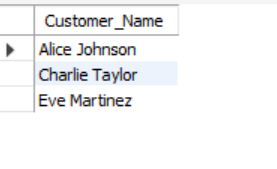 Customer_Name
Alice Johnson
Charlie Taylor
Eve Martinez